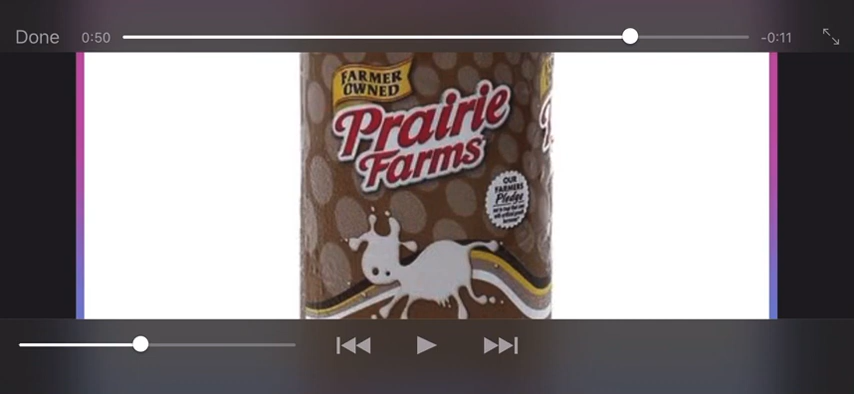 Done 0:50 -0:11
FARMER
OWNED
Prairie
Farms
OUR
FARMERS
Pledge